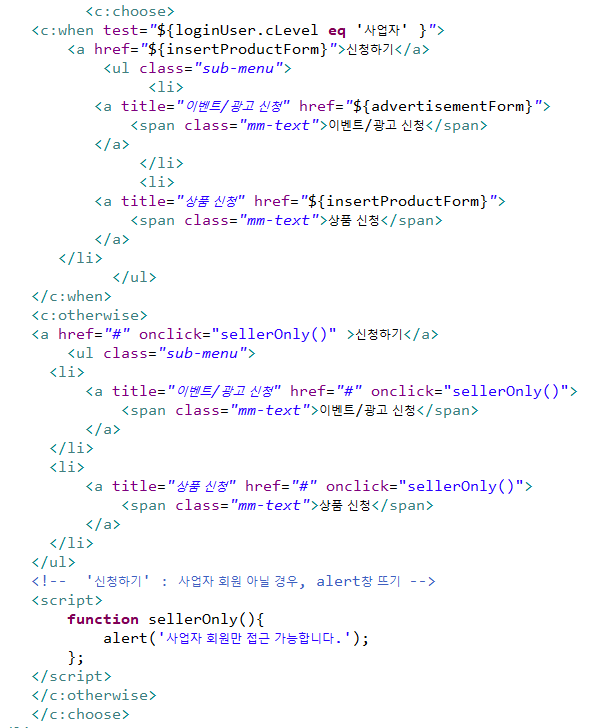 <c:choose>
<c:when test="${loginUser.cLevel eq '사업자' }">
<a href="${insertProductForm}">신청하기</a>
<ul class="sub-menu">
<li>
<a title="이벤트/광고 신청" href="${advertisementForm}">
<span class="mm-text">이벤트/광고 신청</span>
</a>
</li>
<li>
<a title="상품 신청" href="${insertProductForm}">
<span class="mm-text">상품 신청</span>
</a>
</li>
</ul>
</c:when>
<c:otherwise>
<a href="#" onclick="sellerOnly()" >신청하기</a>
<ul class="sub-menu">
<li>
<a title="이벤트/광고 신청" href="#" onclick="sellerOnly()">
<span class="mm-text">이벤트/광고 신청</span>
</a>
</li>
<li>
<a title="상품 신청" href="#" onclick="sellerOnly()">
<span class="mm-text">상품 신청</span>
</a>
</li>
</ul>
<!--  '신청하기' : 사업자 회원 아닐 경우, alert창 뜨기 -->
<script>
function sellerOnly(){
alert('사업자 회원만 접근 가능합니다.');
};
</script>
</c:otherwise>
</c:choose>